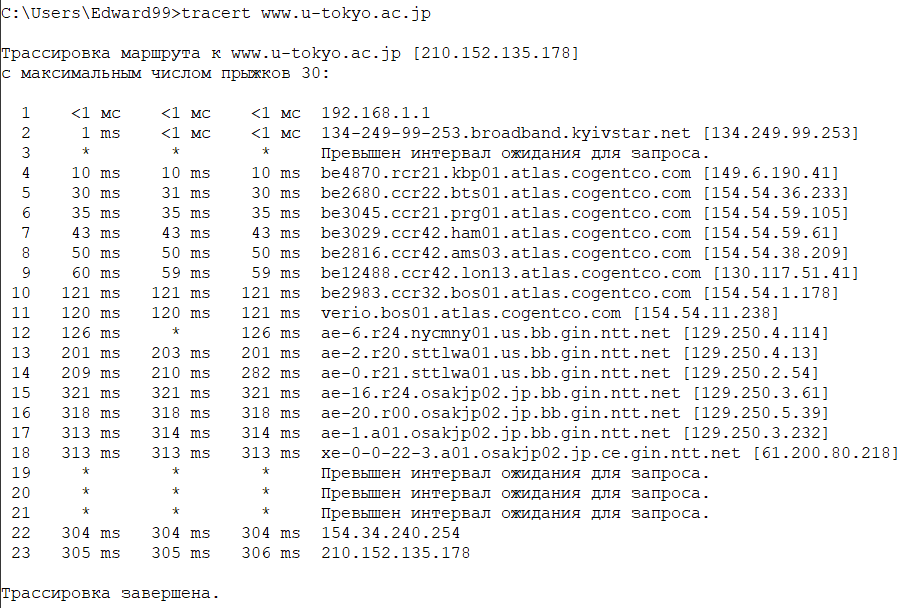 C:\Users\Edward99>tracert www.u-tokyo.ac.jp
Трассировка маршрута к www.u-tokyo.ac.jp [210.152.135.178]
с максимальным числом прыжков 30:
1 <1 мс <1 мс <1 мс 192.168.1.1
2 1 ms <1 мс <1 мс 134-249-99-253.broadband.kyivstar.net [134.249.99.253]
3 * * * Превышен интервал ожидания для запроса.
4 10 ms 10 ms 10 ms be4870.rcr21.kbp01.atlas.cogentco.com [149.6.190.41]
5 30 ms 31 ms 30 ms be2680.ccr22.bts01.atlas.cogentco.com [154.54.36.233]
6 35 ms 35 ms 35 ms be3045.ccr21.prg01.atlas.cogentco.com [154.54.59.105]
7 43 ms 43 ms 43 ms be3029.ccr42.ham01.atlas.cogentco.com [154.54.59.61]
8 50 ms 50 ms 50 ms be2816.ccr42.ams03.atlas.cogentco.com [154.54.38.209]
9 60 ms 59 ms 59 ms be12488.ccr42.lon13.atlas.cogentco.com [130.117.51.41]
10 121 ms 121 ms 121 ms be2983.ccr32.bos01.atlas.cogentco.com [154.54.1.178]
11 120 ms 120 ms 121 ms verio.bos01.atlas.cogentco.com [154.54.11.238]
12 126 ms * 126 ms ae-6.r24.nycmny01.us.bb.gin.ntt.net [129.250.4.114]
13 201 ms 203 ms 201 ms ae-2.r20.sttlwa01.us.bb.gin.ntt.net [129.250.4.13]
14 209 ms 210 ms 282 ms ae-0.r21.sttlwa01.us.bb.gin.ntt.net [129.250.2.54]
15 321 ms 321 ms 321 ms ae-16.r24.osakjp02.jp.bb.gin.ntt.net [129.250.3.61]
16 318 ms 318 ms 318 ms ae-20.r00.osakjp02.jp.bb.gin.ntt.net [129.250.5.39]
17 313 ms 314 ms 314 ms ae-1.a01.osakjp02.jp.bb.gin.ntt.net [129.250.3.232]
18 313 ms 313 ms 313 ms xe-0-0-22-3.a01.osakjp02.jp.ce.gin.ntt.net [61.200.80.218]
19 * * * Превышен интервал ожидания для запроса.
20 * * * Превышен интервал ожидания для запроса.
21 * * * Превышен интервал ожидания для запроса.
22 304 ms 304 ms 304 ms 154.34.240.254
23 305 ms 305 ms 306 ms 210.152.135.178
Трассировка завершена.